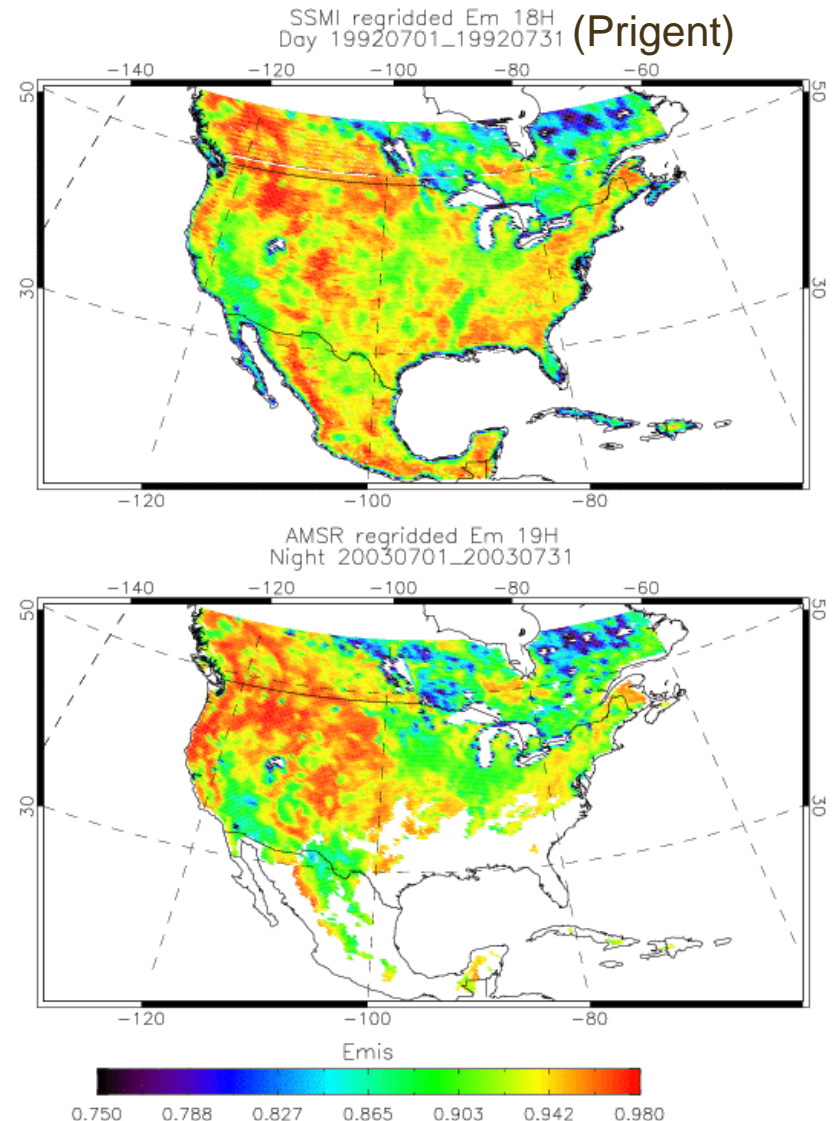 SSMI regridded Em 18H
Day 19920701_19920731 (Prigent)
-140 -120 -100 -80 -60
50 50
30 30
-120 -100 -80
AMSR regridded Em 19H
Night 20030701_20030731
-140 -120 -100 -80 -60
50 50
30 30
-120 -100 -80
Emis
0.750 0.788 0.827 0.865 0.903 0.942 0.980